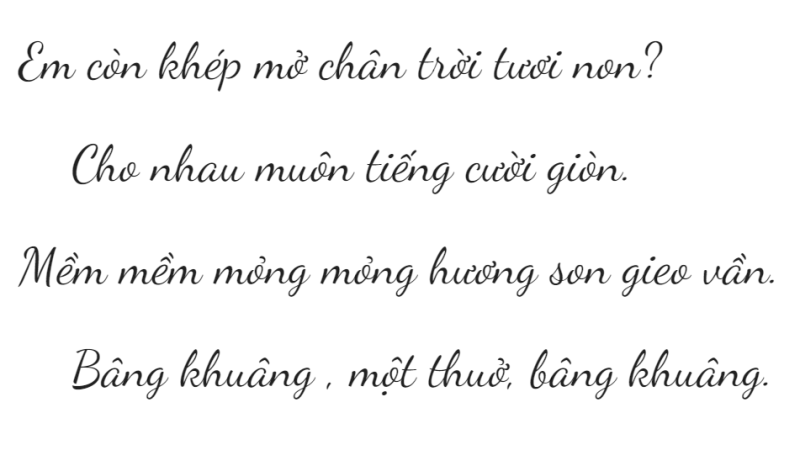 Em còn khép mở chân trời tươi non?
Cho nhau muôn tiếng cười giòn.
Mềm mềm mỏng mỏng hương son gieo vần.
Bâng khuâng , một thuở, bâng khuâng.